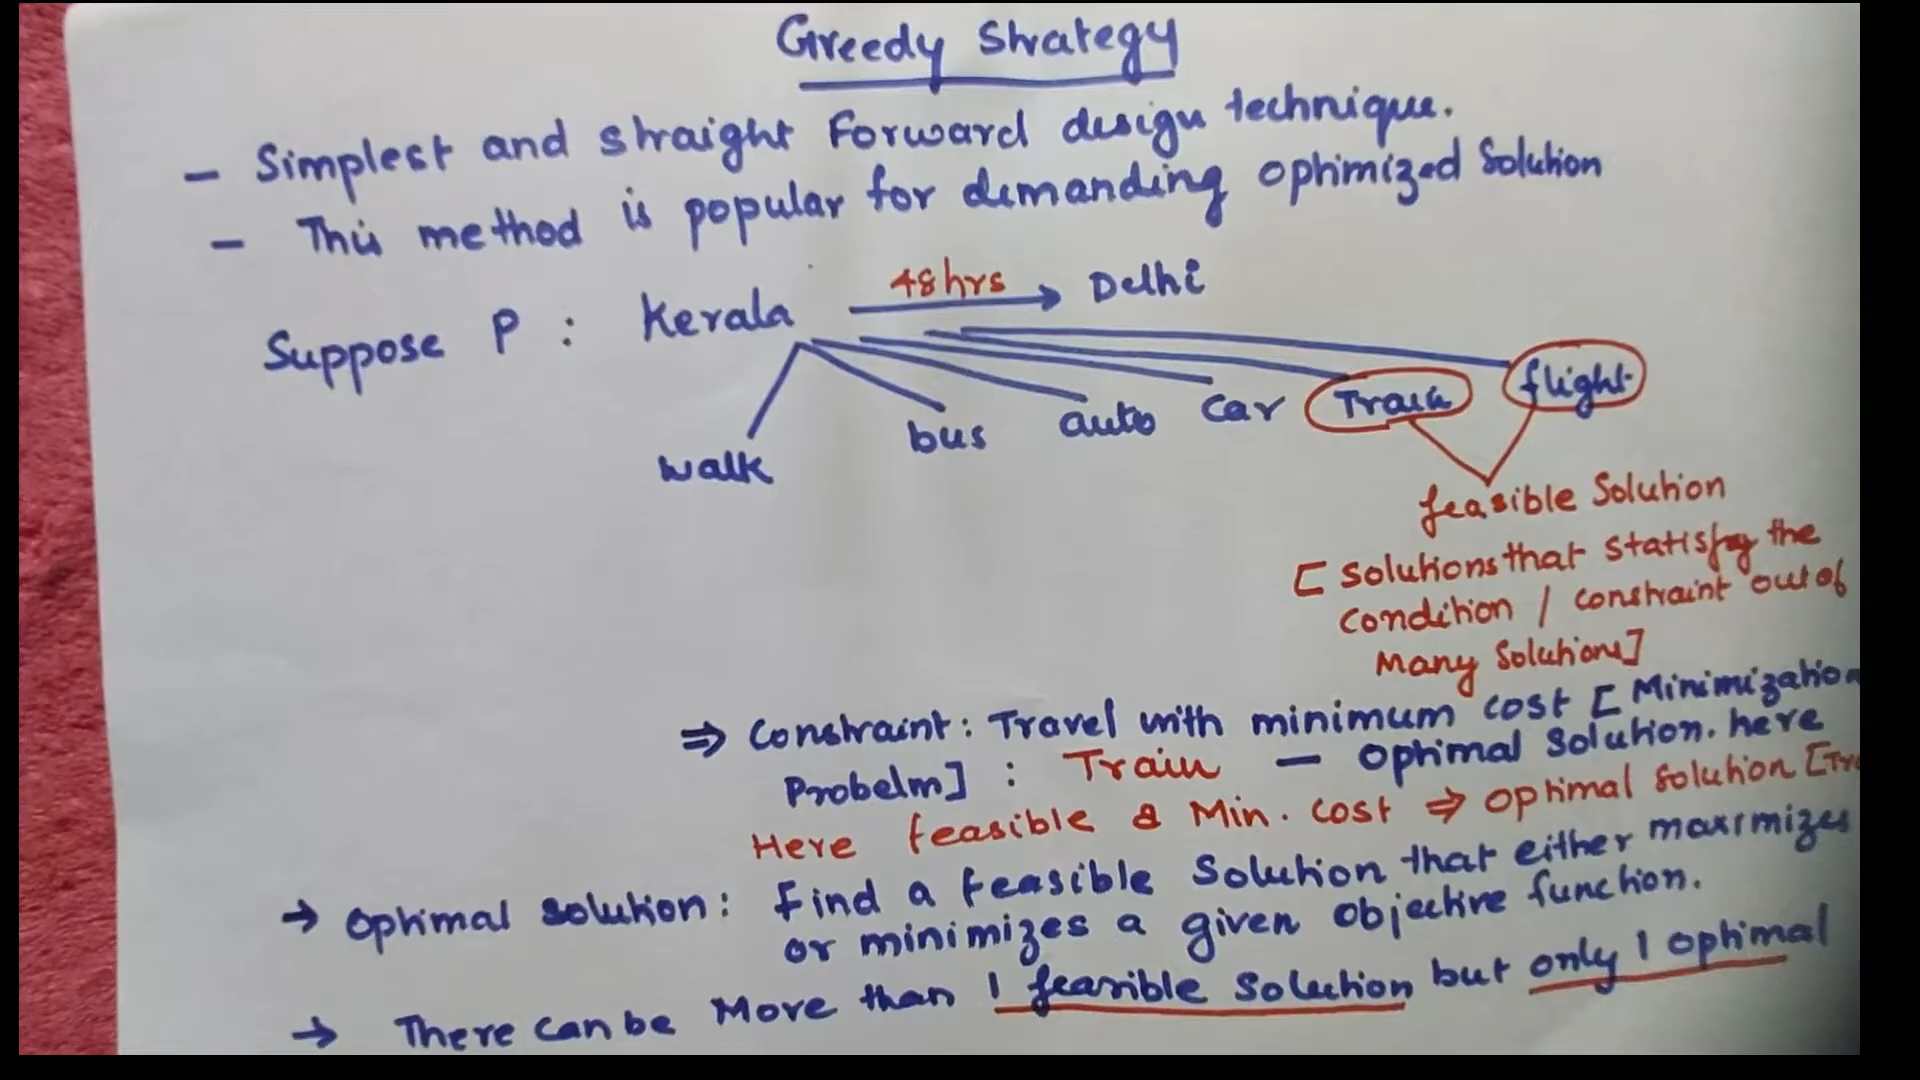 Greedy Strategy
- Simplest and straight Forward design technique.
- This method is popular for demanding optimized Solution
Suppose P : Kerala 48hrs Delhi
walk bus auto car Train flight
feasible Solution
[ Solutions that statisfy the
condition / constraint out of
Many Solutions]
⇒ Constraint: Travel with minimum cost [Minimization
Probelm] : Train - optimal Solution. here
Here feasible & Min. cost ⇒ optimal solution [Tra
→ Optimal solution: Find a feasible Solution that either maximizes
or minimizes a given objective function.
→ There can be More than 1 feasible solution but only 1 optimal